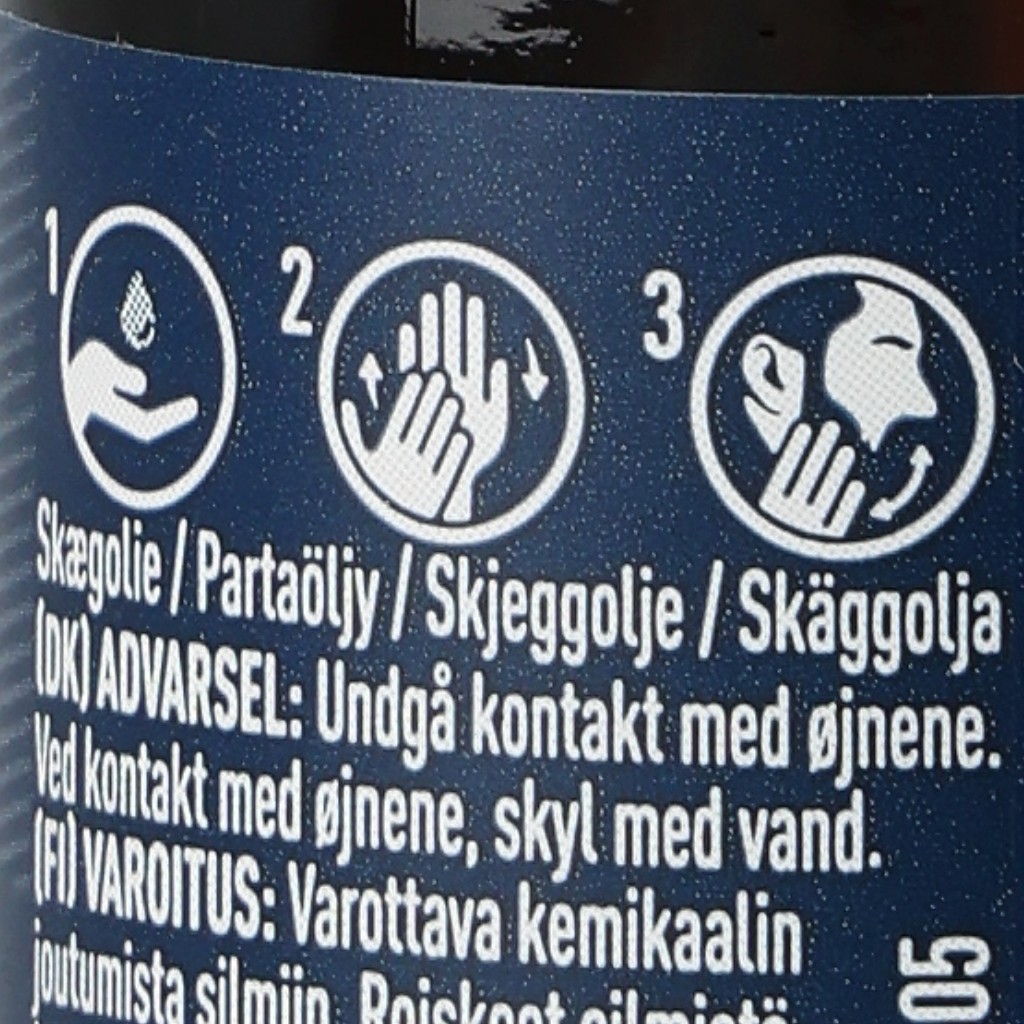 1
2
3
Skægolie / Partaöljy / Skjeggolje / Skäggolja
(DK) ADVARSEL: Undgå kontakt med øjnene.
Ved kontakt med øjnene, skyl med vand.
(FI) VAROITUS: Varottava kemikaalin
joutumista silmiin.
05